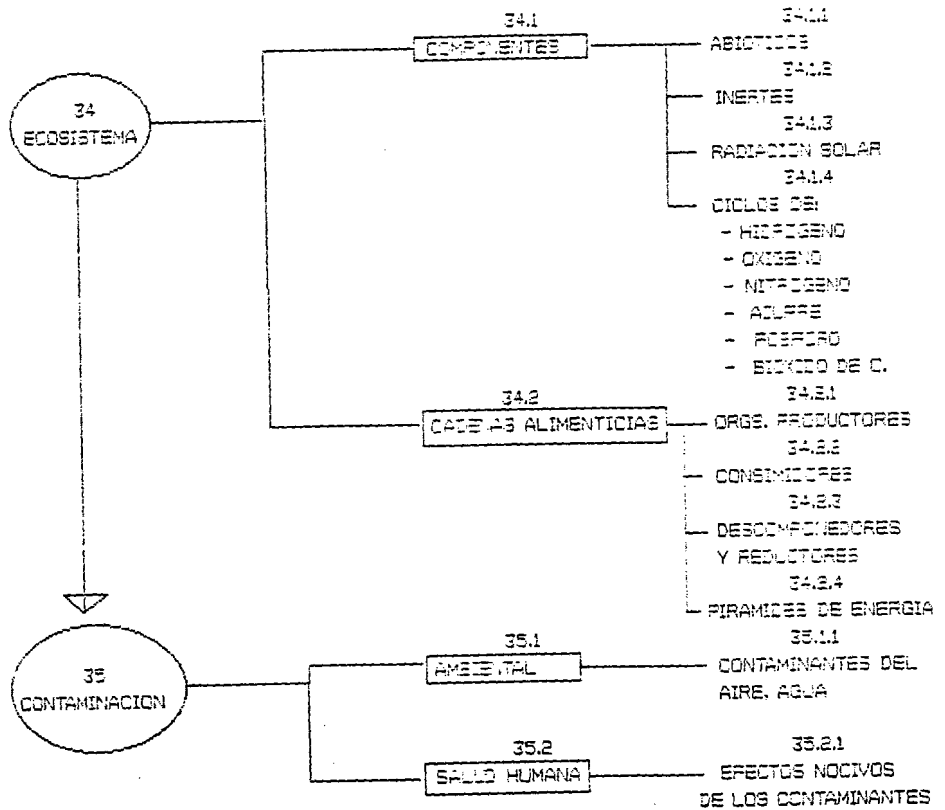 34
ECOSISTEMA
34.1
COMPONENTES
34.1.1
ABIOTICOS
34.1.2
INERTES
34.1.3
RADIACION SOLAR
34.1.4
CICLOS DE:
- HIDROGENO
- OXIGENO
- NITROGENO
- AZUFRE
- FOSFORO
- BIOXIDO DE C.
34.2
CADENAS ALIMENTICIAS
34.2.1
ORGS. PRODUCTORES
34.2.2
CONSIMIDORES
34.2.3
DESCOMPONEDORES
Y REDUCTORES
34.2.4
PIRAMIDES DE ENERGIA
35
CONTAMINACION
35.1
AMBIENTAL
35.1.1
CONTAMINANTES DEL
AIRE, AGUA
35.2
SALUD HUMANA
35.2.1
EFECTOS NOCIVOS
DE LOS CONTAMINANTES